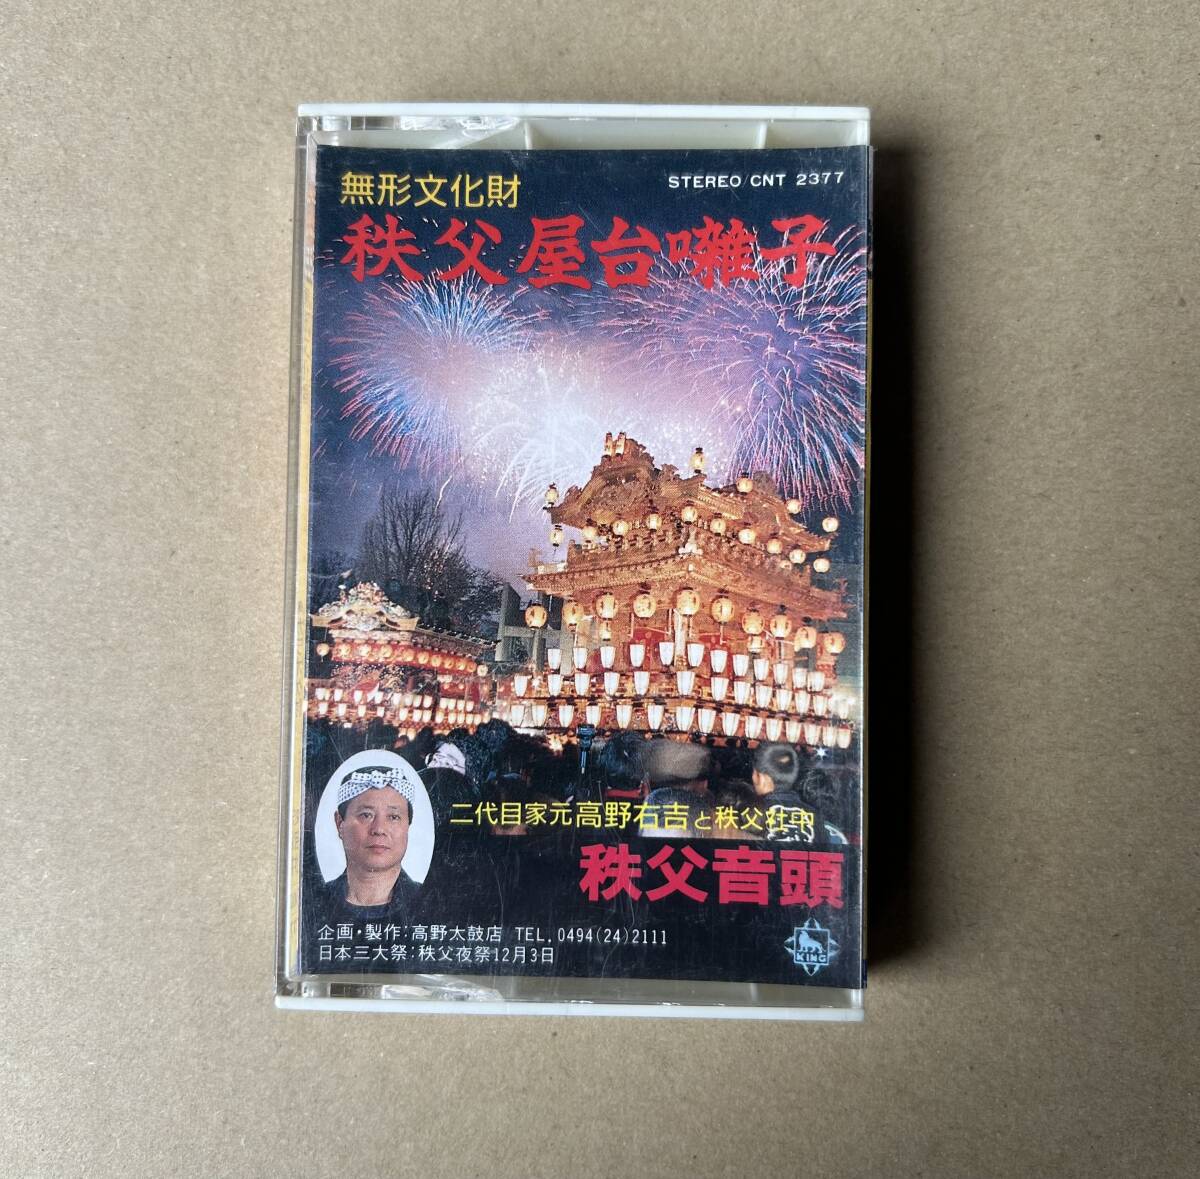 無形文化財
STEREO/CNT 2377
秩父屋台囃子
二代目家元高野右吉と秩父社中
秩父音頭
企画・製作:高野太鼓店 TEL.0494(24)2111
日本三大祭:秩父夜祭12月3日
KING